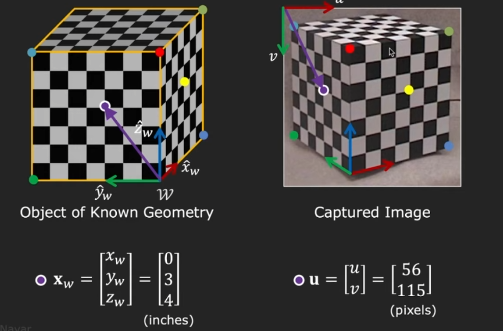 u
v
ẑ_w
x̂_w
ŷ_w
𝒲
Object of Known Geometry
Captured Image
𝐱_w = [x_w y_w z_w] = [0 3 4]
(inches)
𝐮 = [u v] = [56 115]
(pixels)
Nayar